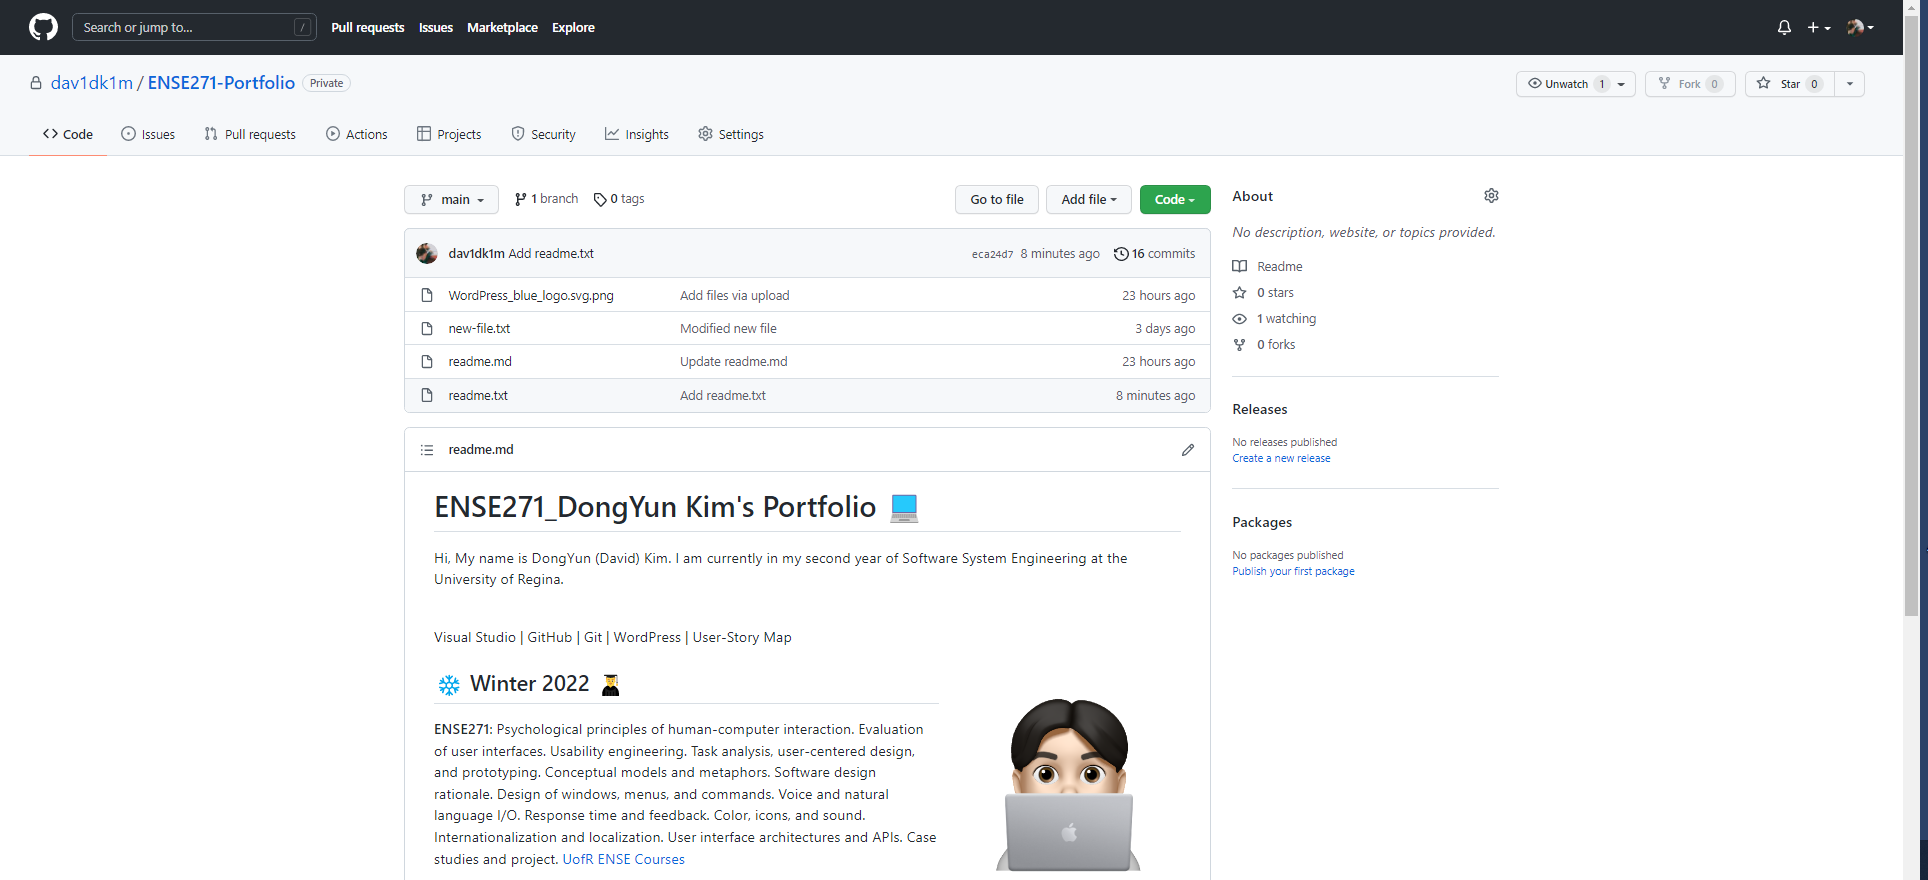 Search or jump to... /
Pull requests Issues Marketplace Explore
dav1dk1m / ENSE271-Portfolio Private
Unwatch 1 Fork 0 Star 0
Code Issues Pull requests Actions Projects Security Insights Settings
main 1 branch 0 tags Go to file Add file Code
dav1dk1m Add readme.txt eca24d7 8 minutes ago 16 commits
WordPress_blue_logo.svg.png Add files via upload 23 hours ago
new-file.txt Modified new file 3 days ago
readme.md Update readme.md 23 hours ago
readme.txt Add readme.txt 8 minutes ago
readme.md
ENSE271_DongYun Kim's Portfolio
Hi, My name is DongYun (David) Kim. I am currently in my second year of Software System Engineering at the
University of Regina.
Visual Studio | GitHub | Git | WordPress | User-Story Map
Winter 2022
ENSE271: Psychological principles of human-computer interaction. Evaluation
of user interfaces. Usability engineering. Task analysis, user-centered design,
and prototyping. Conceptual models and metaphors. Software design
rationale. Design of windows, menus, and commands. Voice and natural
language I/O. Response time and feedback. Color, icons, and sound.
Internationalization and localization. User interface architectures and APIs. Case
studies and project. UofR ENSE Courses
About
No description, website, or topics provided.
Readme
0 stars
1 watching
0 forks
Releases
No releases published
Create a new release
Packages
No packages published
Publish your first package